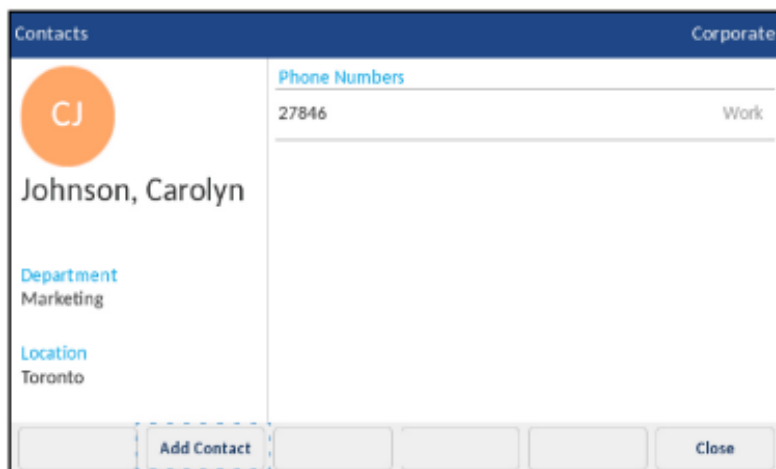 Contacts Corporate
CJ
Johnson, Carolyn
Department
Marketing
Location
Toronto
Phone Numbers
27846 Work
Add Contact Close